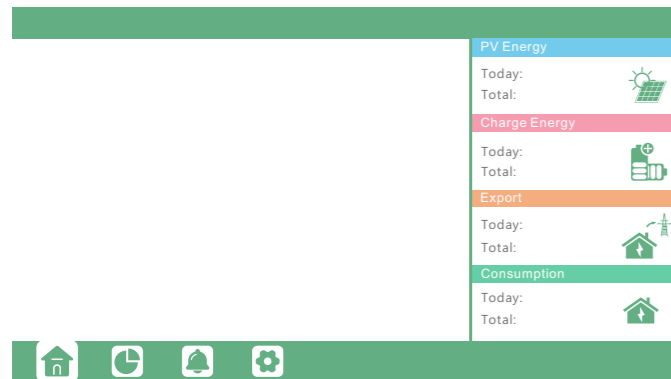 PV Energy
Today:
Total:
Charge Energy
Today:
Total:
Export
Today:
Total:
Consumption
Today:
Total: